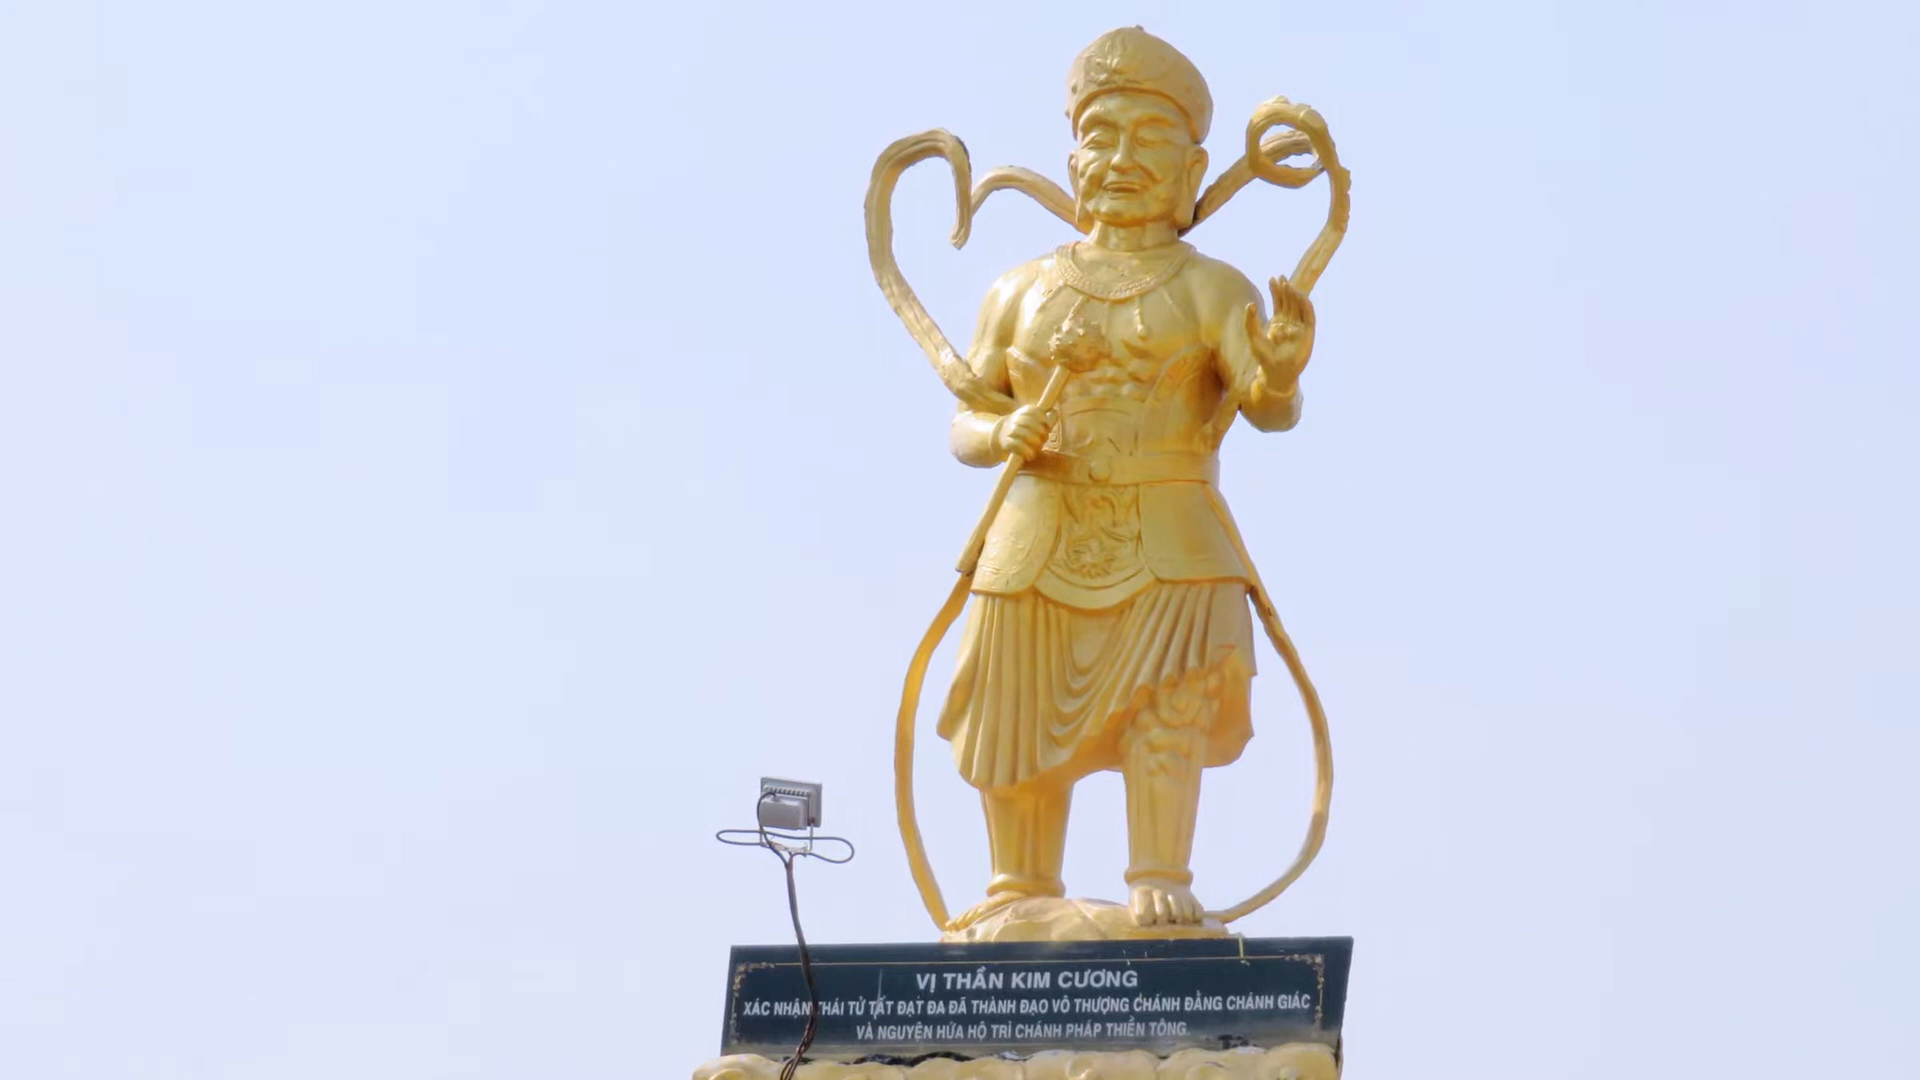 VỊ THẦN KIM CƯƠNG
XÁC NHẬN THÁI TỬ TẤT ĐẠT ĐA ĐÃ THÀNH ĐẠO VÔ THƯỢNG CHÁNH ĐẲNG CHÁNH GIÁC
VÀ NGUYỆN HỨA HỘ TRÌ CHÁNH PHÁP THIỀN TÔNG.